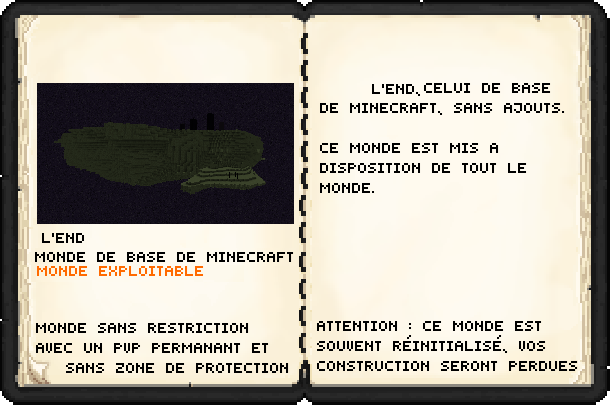 L'END
MONDE DE BASE DE MINECRAFT
MONDE EXPLOITABLE
MONDE SANS RESTRICTION
AVEC UN PVP PERMANANT ET
SANS ZONE DE PROTECTION
L'END, CELUI DE BASE
DE MINECRAFT, SANS AJOUTS.
CE MONDE EST MIS A
DISPOSITION DE TOUT LE
MONDE.
ATTENTION : CE MONDE EST
SOUVENT RÉINITIALISÉ, VOS
CONSTRUCTION SERONT PERDUES